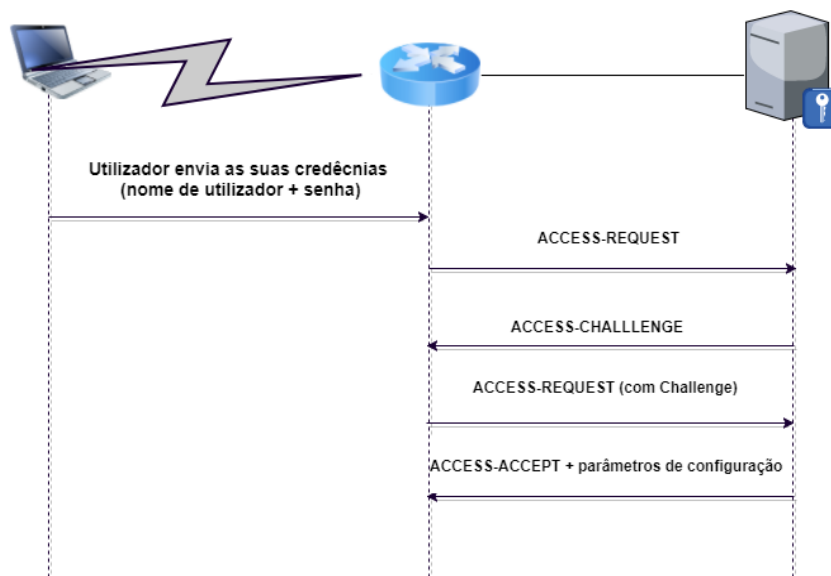 Utilizador envia as suas credêcnias
(nome de utilizador + senha)
ACCESS-REQUEST
ACCESS-CHALLLENGE
ACCESS-REQUEST (com Challenge)
ACCESS-ACCEPT + parâmetros de configuração